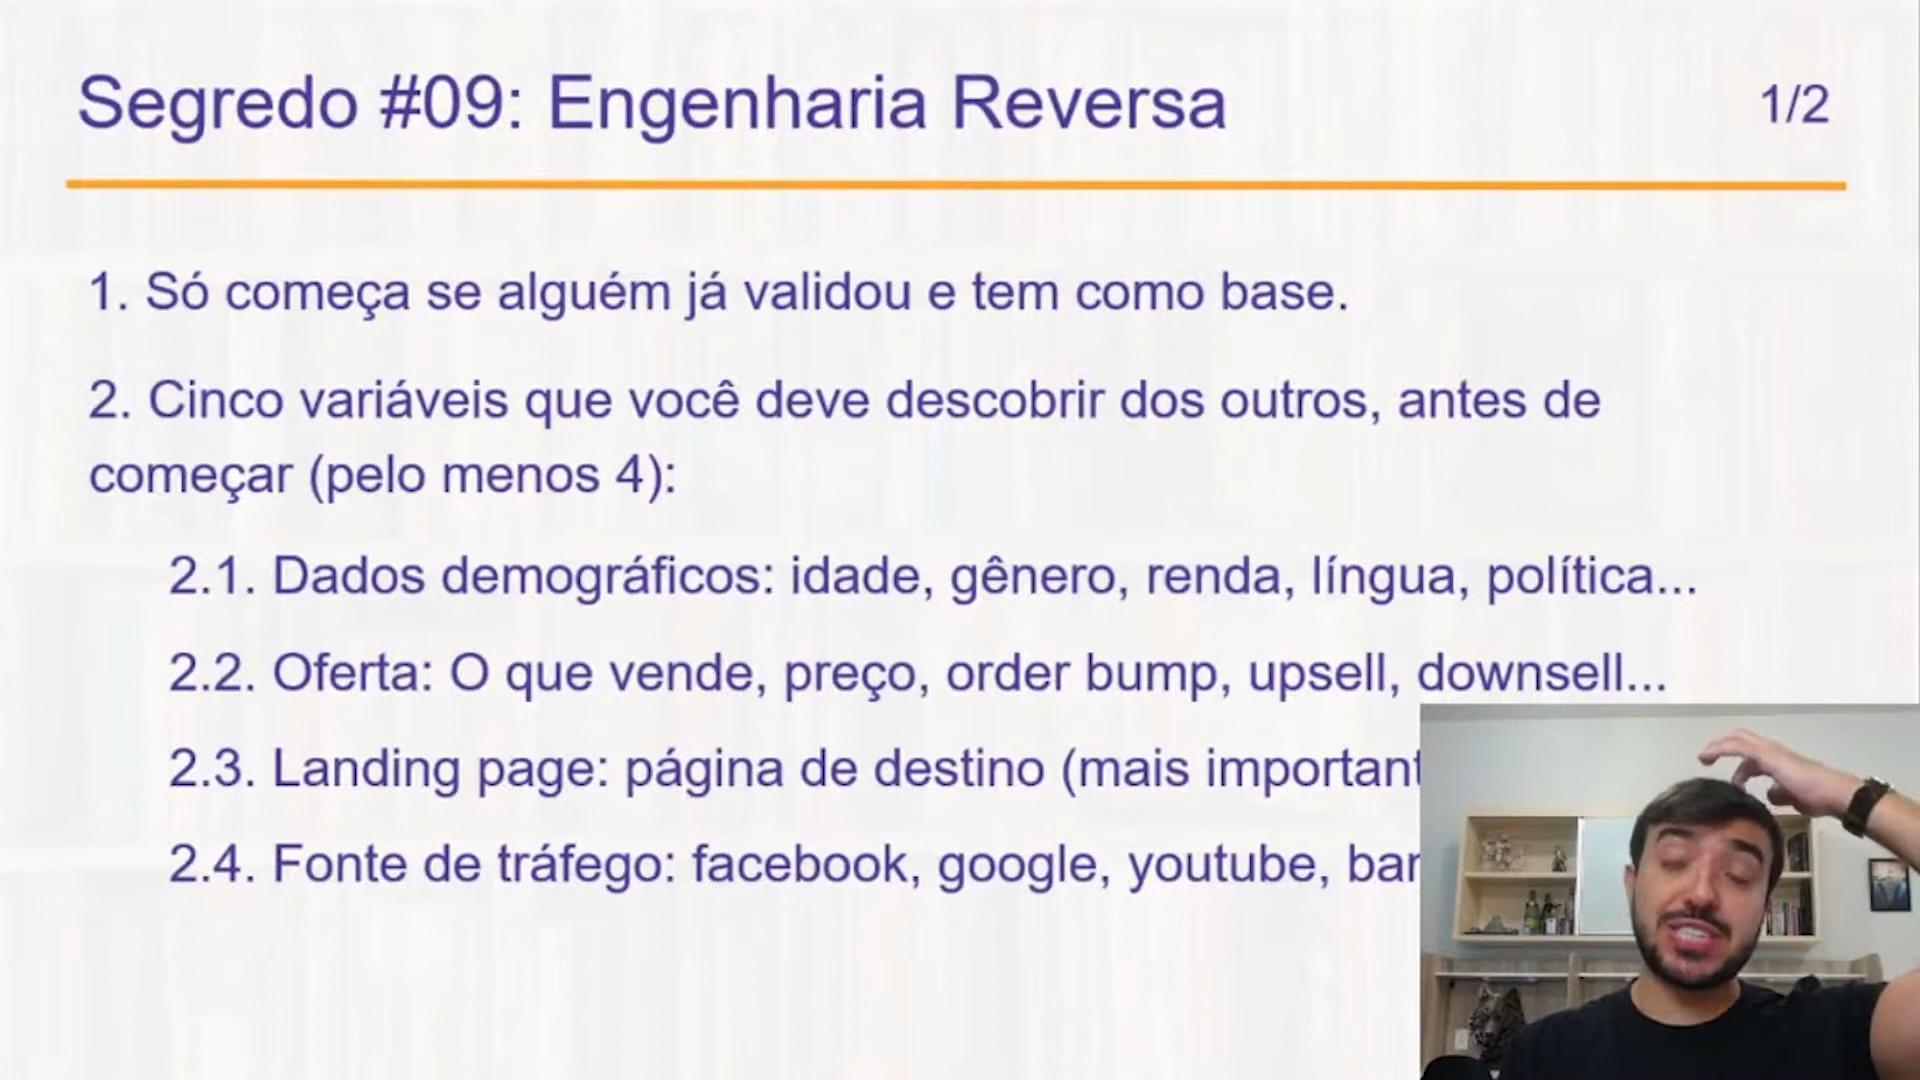 Segredo #09: Engenharia Reversa
1/2
1. Só começa se alguém já validou e tem como base.
2. Cinco variáveis que você deve descobrir dos outros, antes de
começar (pelo menos 4):
2.1. Dados demográficos: idade, gênero, renda, língua, política...
2.2. Oferta: O que vende, preço, order bump, upsell, downsell...
2.3. Landing page: página de destino (mais
2.4. Fonte de tráfego: facebook, google, youtube,